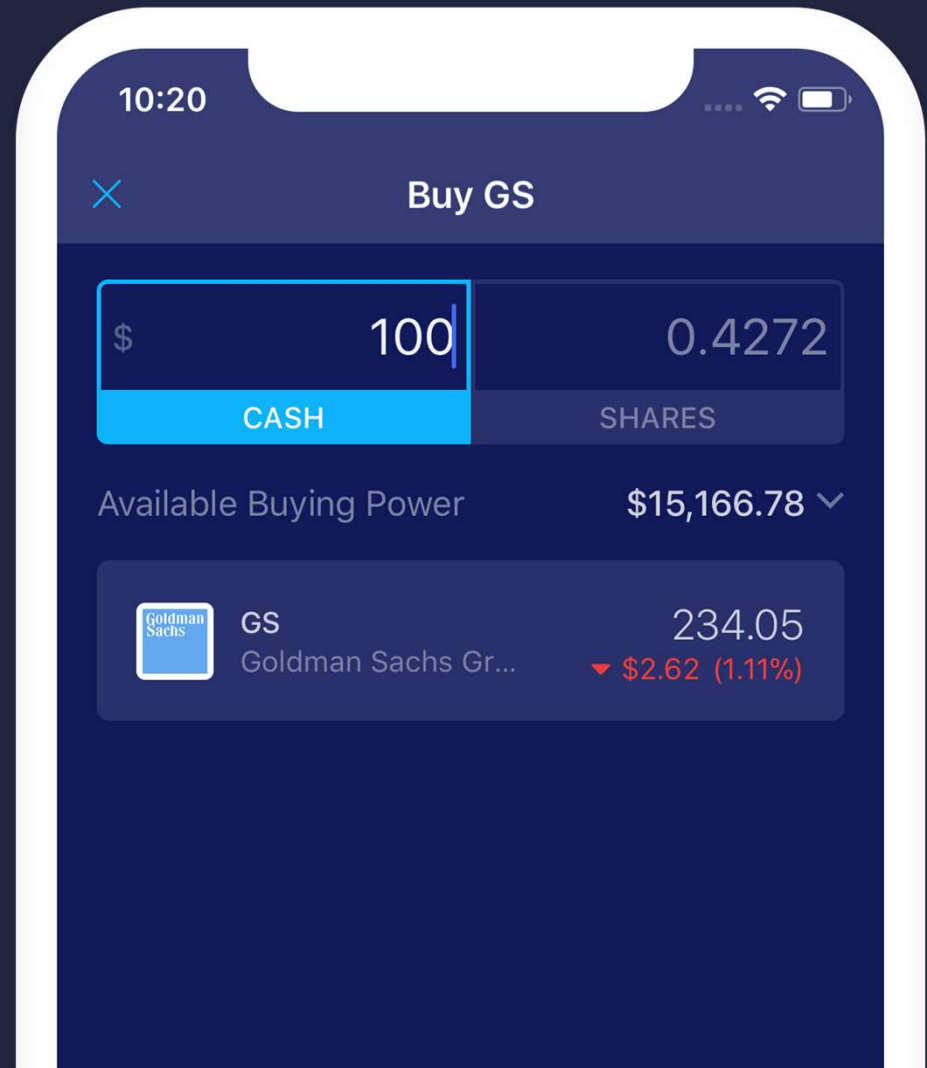 10:20
Buy GS
$ 100 0.4272
CASH SHARES
Available Buying Power $15,166.78
Goldman
Sachs
GS 234.05
Goldman Sachs Gr... $2.62 (1.11%)